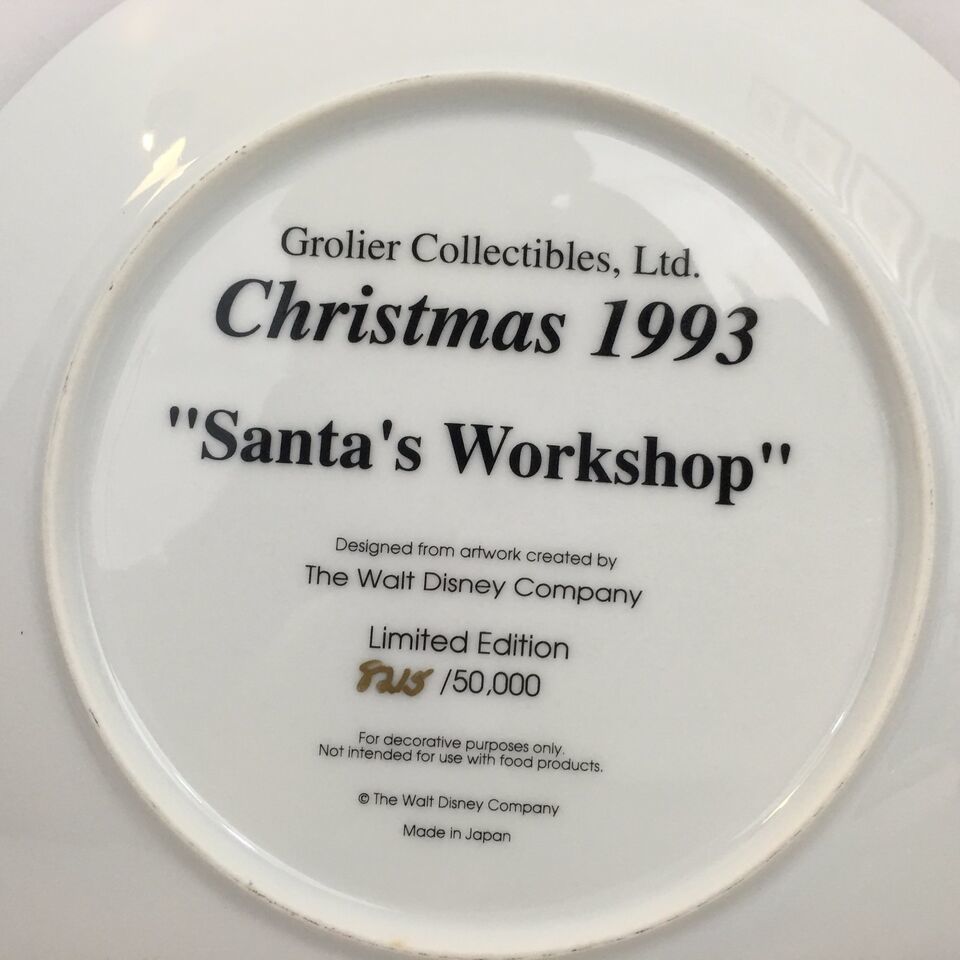 Grolier Collectibles, Ltd.
Christmas 1993
"Santa's Workshop"
Designed from artwork created by
The Walt Disney Company
Limited Edition
8215 /50,000
For decorative purposes only.
Not intended for use with food products.
© The Walt Disney Company
Made in Japan